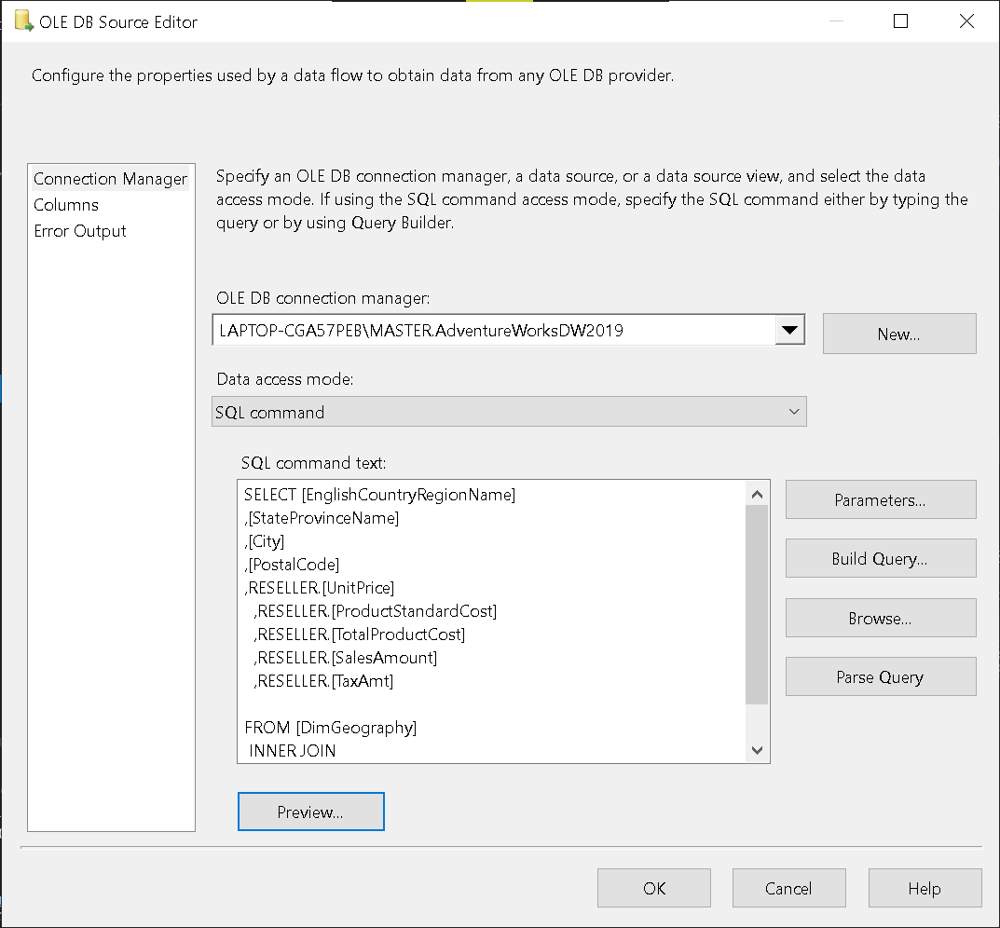 OLE DB Source Editor
Configure the properties used by a data flow to obtain data from any OLE DB provider.
Connection Manager
Columns
Error Output
Specify an OLE DB connection manager, a data source, or a data source view, and select the data
access mode. If using the SQL command access mode, specify the SQL command either by typing the
query or by using Query Builder.
OLE DB connection manager:
LAPTOP-CGA57PEB\MASTER.AdventureWorksDW2019
New...
Data access mode:
SQL command
SQL command text:
SELECT [EnglishCountryRegionName]
,[StateProvinceName]
,[City]
,[PostalCode]
,RESELLER.[UnitPrice]
,RESELLER.[ProductStandardCost]
,RESELLER.[TotalProductCost]
,RESELLER.[SalesAmount]
,RESELLER.[TaxAmt]
FROM [DimGeography]
INNER JOIN
Parameters...
Build Query...
Browse...
Parse Query
Preview...
OK
Cancel
Help